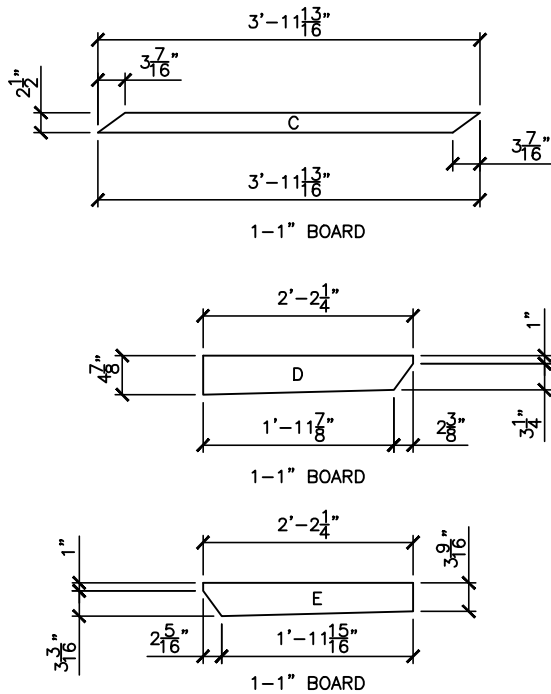 3'-11 13/16"
3 7/16"
2 1/2"
C
3 7/16"
3'-11 13/16"
1-1" BOARD
2'-2 1/4"
1"
4 7/8"
D
3 1/4"
1'-11 7/8"
2 3/8"
1-1" BOARD
2'-2 1/4"
1"
3 9/16"
E
3 3/16"
2 5/16"
1'-11 15/16"
1-1" BOARD